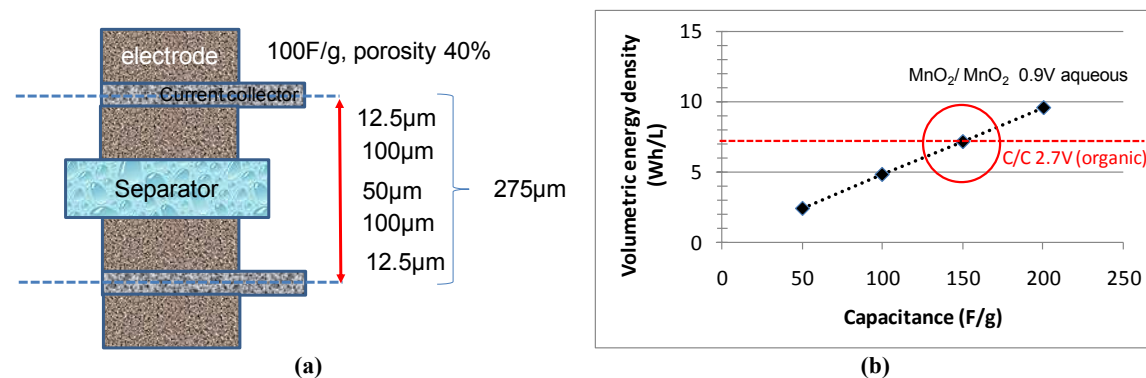 electrode
100F/g, porosity 40%
Current collector
12.5µm
100µm
Separator
50µm
100µm
12.5µm
275µm
(a)
Volumetric energy density
(Wh/L)
15
10
5
0
MnO₂/ MnO₂ 0.9V aqueous
C/C 2.7V (organic)
0 50 100 150 200 250
Capacitance (F/g)
(b)